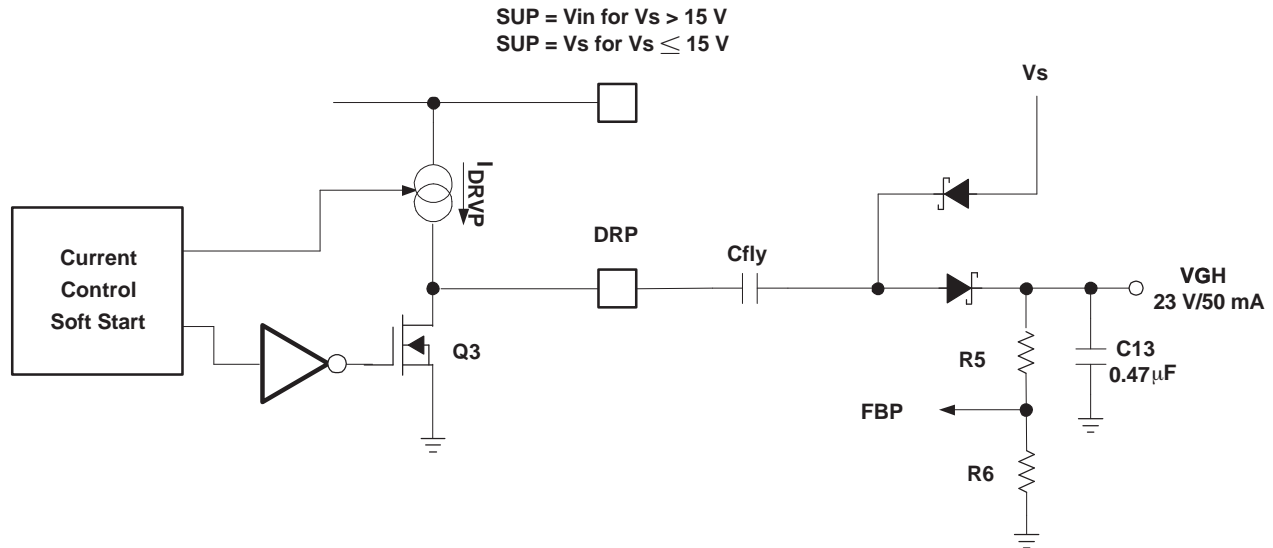 SUP = Vin for Vs > 15 V
SUP = Vs for Vs ≤ 15 V
Vs
IDRVP
Current
Control
Soft Start
DRP
Cfly
VGH
23 V/50 mA
Q3
R5
C13
0.47μF
FBP
R6